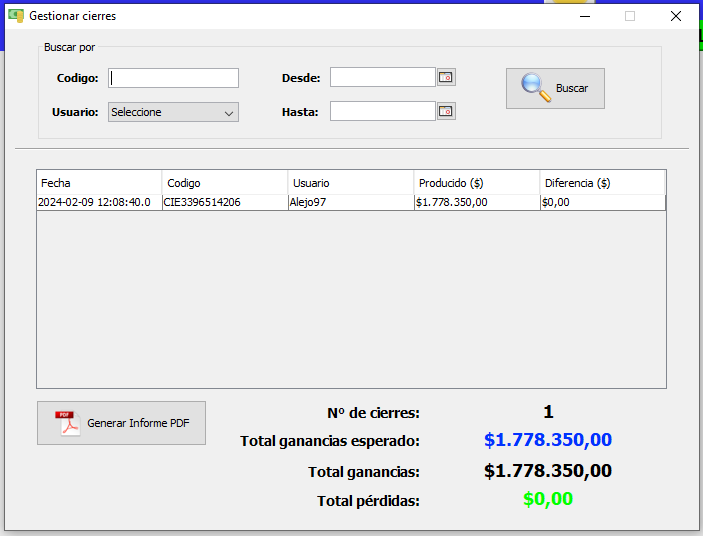 Gestionar cierres
Buscar por
Codigo:
Desde:
Buscar
Usuario: Seleccione
Hasta:
Fecha Codigo Usuario Producido ($) Diferencia ($)
2024-02-09 12:08:40.0 CIE3396514206 Alejo97 $1.778.350,00 $0,00
PDF
Generar Informe PDF
Nº de cierres: 1
Total ganancias esperado: $1.778.350,00
Total ganancias: $1.778.350,00
Total pérdidas: $0,00